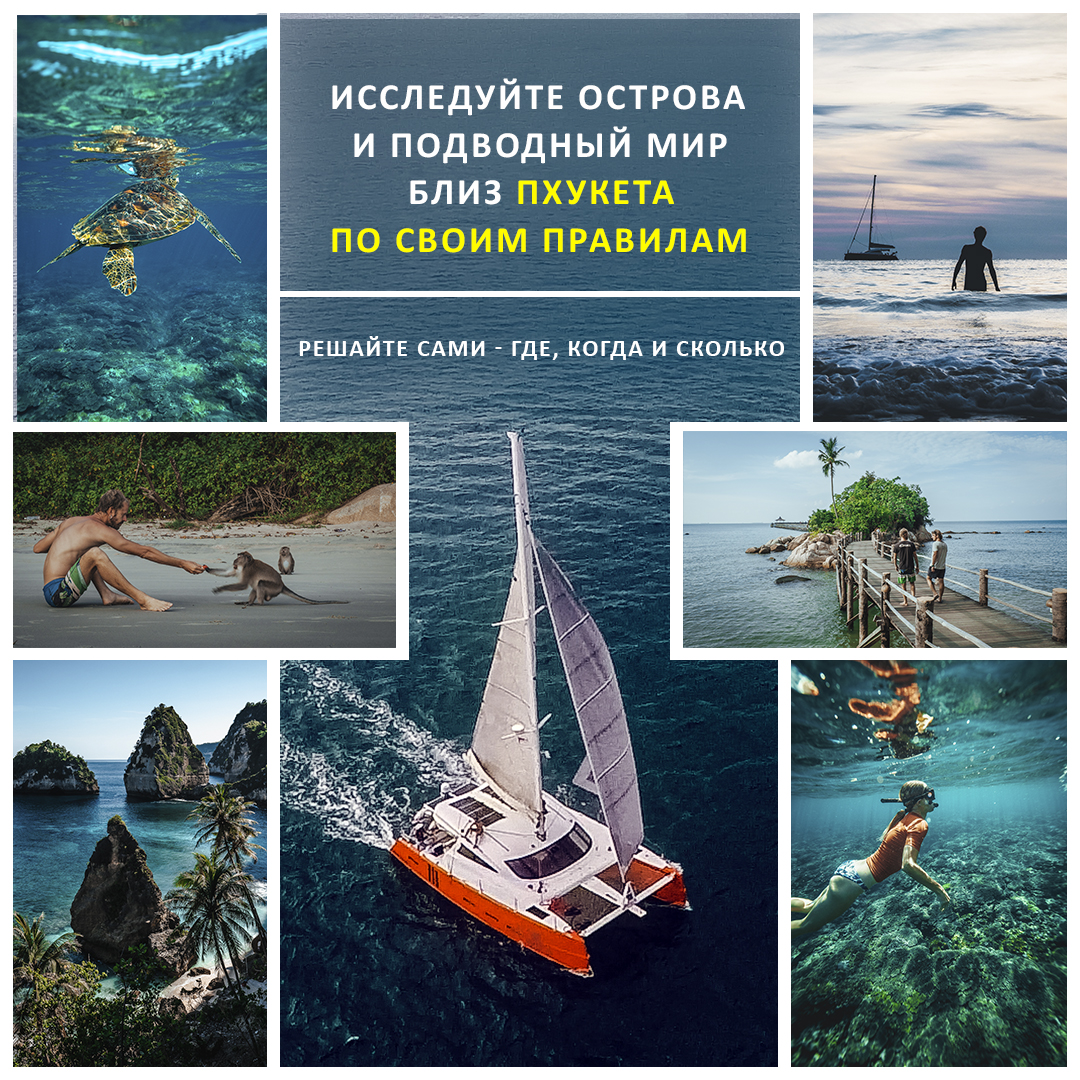 ИССЛЕДУЙТЕ ОСТРОВА
И ПОДВОДНЫЙ МИР
БЛИЗ ПХУКЕТА
ПО СВОИМ ПРАВИЛАМ
РЕШАЙТЕ САМИ - ГДЕ, КОГДА И СКОЛЬКО